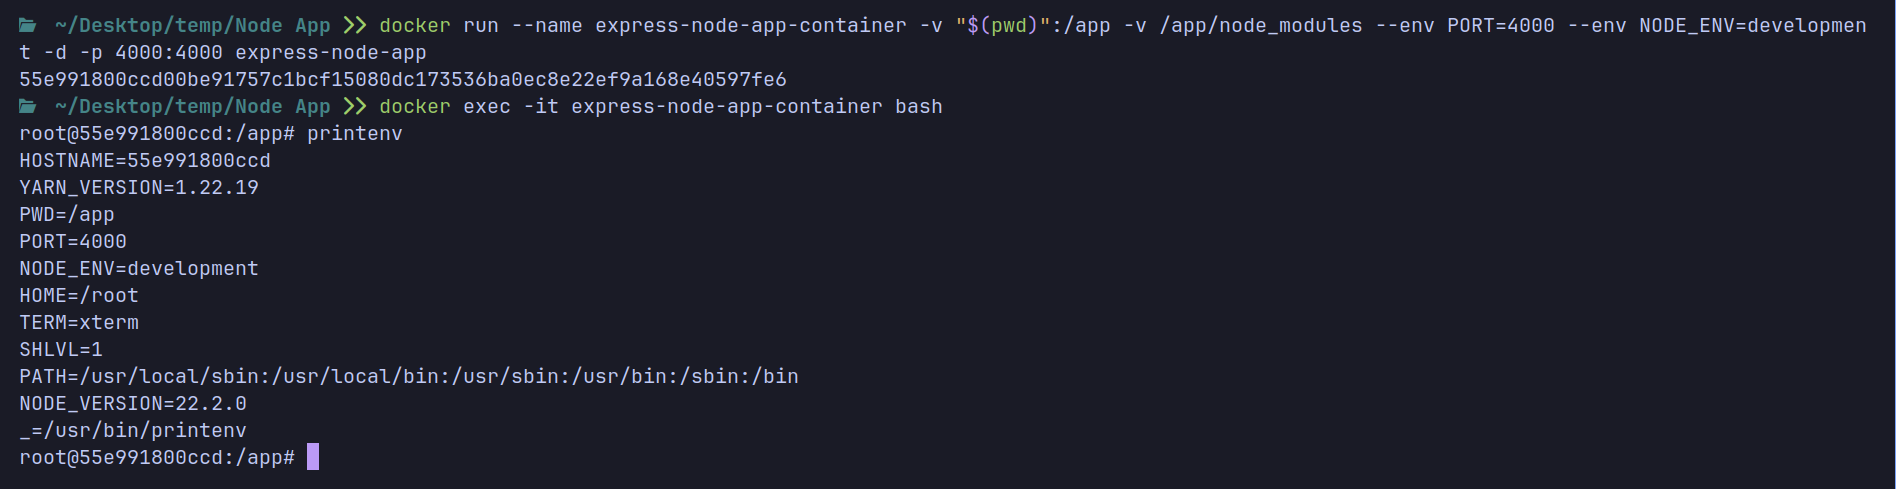 ~/Desktop/temp/Node App >> docker run --name express-node-app-container -v "$(pwd)":/app -v /app/node_modules --env PORT=4000 --env NODE_ENV=developmen
t -d -p 4000:4000 express-node-app
55e991800ccd00be91757c1bcf15080dc173536ba0ec8e22ef9a168e40597fe6
~/Desktop/temp/Node App >> docker exec -it express-node-app-container bash
root@55e991800ccd:/app# printenv
HOSTNAME=55e991800ccd
YARN_VERSION=1.22.19
PWD=/app
PORT=4000
NODE_ENV=development
HOME=/root
TERM=xterm
SHLVL=1
PATH=/usr/local/sbin:/usr/local/bin:/usr/sbin:/usr/bin:/sbin:/bin
NODE_VERSION=22.2.0
_=/usr/bin/printenv
root@55e991800ccd:/app#